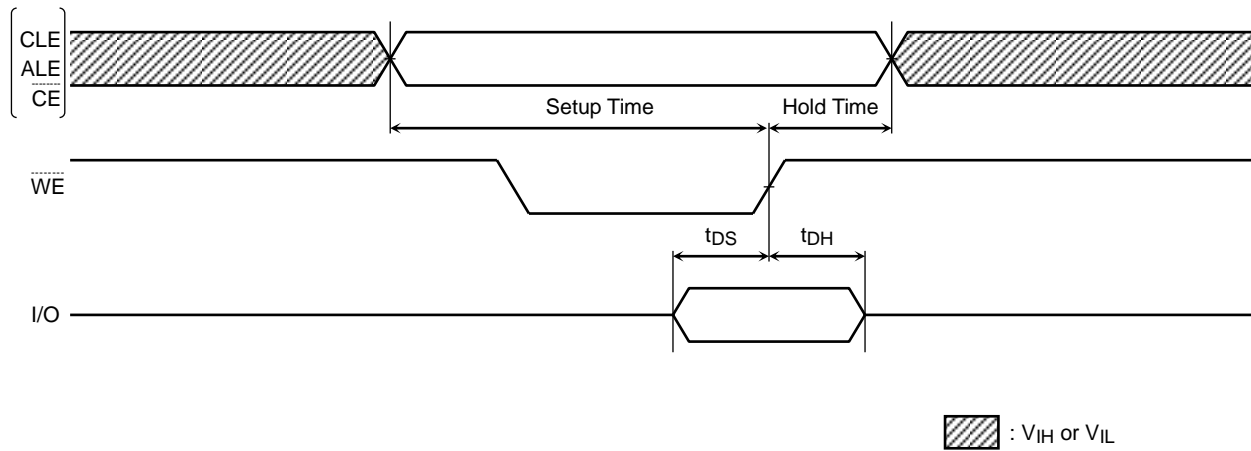 CLE
ALE
CE
Setup Time
Hold Time
WE
tDS
tDH
I/O
: VIH or VIL